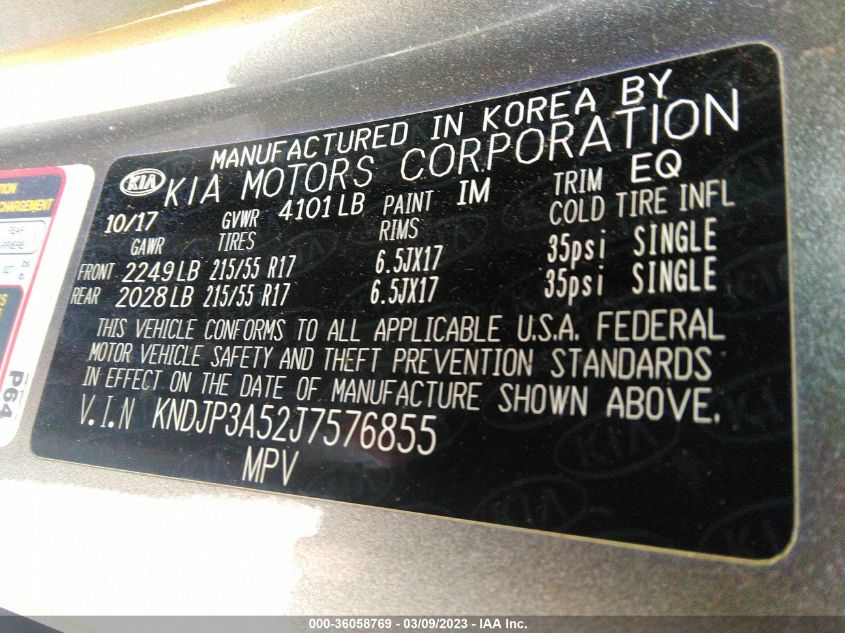 MANUFACTURED IN KOREA BY
KIA KIA MOTORS CORPORATION
10/17 GVWR 4101 LB PAINT IM TRIM EQ
GAWR TIRES RIMS COLD TIRE INFL
FRONT 2249 LB 215/55 R17 6.5JX17 35psi SINGLE
REAR 2028 LB 215/55 R17 6.5JX17 35psi SINGLE
THIS VEHICLE CONFORMS TO ALL APPLICABLE U.S.A. FEDERAL
MOTOR VEHICLE SAFETY AND THEFT PREVENTION STANDARDS
IN EFFECT ON THE DATE OF MANUFACTURE SHOWN ABOVE.
V.I.N KNDJP3A52J7576855
MPV
REAR
P64
000-36058769 - 03/09/2023 - IAA Inc.